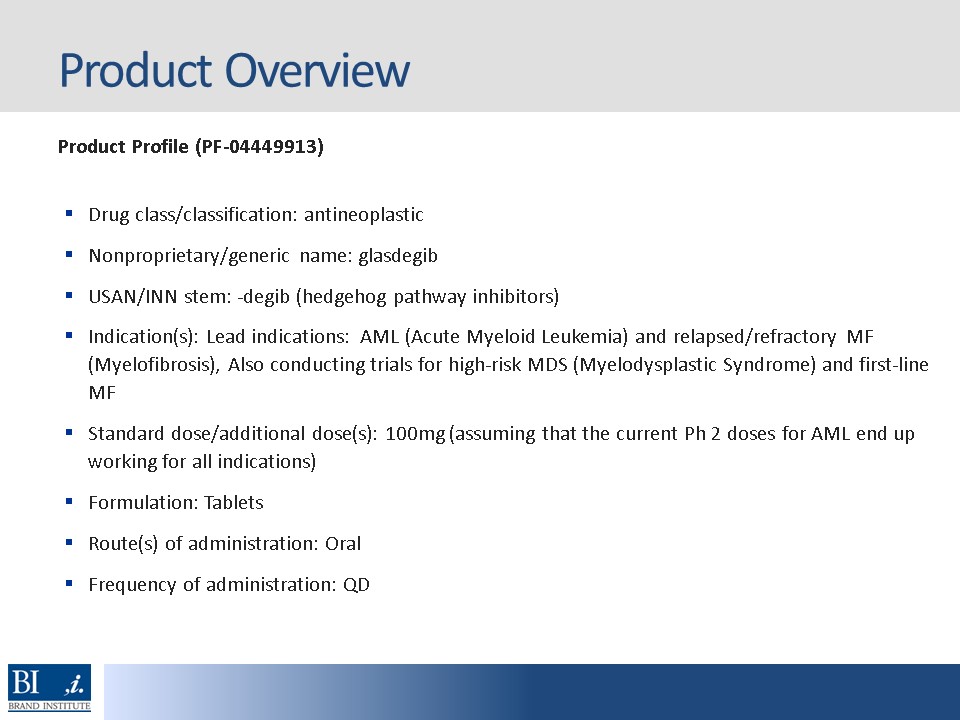 Product Overview
Product Profile (PF-04449913)
▪ Drug class/classification: antineoplastic
▪ Nonproprietary/generic name: glasdegib
▪ USAN/INN stem: -degib (hedgehog pathway inhibitors)
▪ Indication(s): Lead indications: AML (Acute Myeloid Leukemia) and relapsed/refractory MF
(Myelofibrosis), Also conducting trials for high-risk MDS (Myelodysplastic Syndrome) and first-line
MF
▪ Standard dose/additional dose(s): 100mg (assuming that the current Ph 2 doses for AML end up
working for all indications)
▪ Formulation: Tablets
▪ Route(s) of administration: Oral
▪ Frequency of administration: QD
BI ,i.
BRAND INSTITUTE